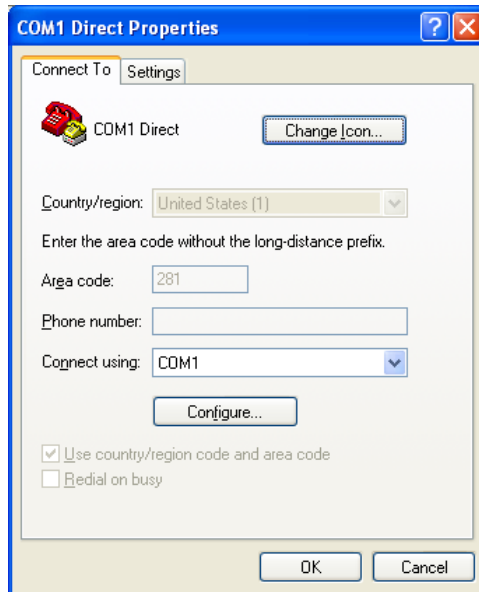 COM1 Direct Properties
Connect To Settings
COM1 Direct Change Icon...
Country/region: United States (1)
Enter the area code without the long-distance prefix.
Area code: 281
Phone number:
Connect using: COM1
Configure...
Use country/region code and area code
Redial on busy
OK Cancel